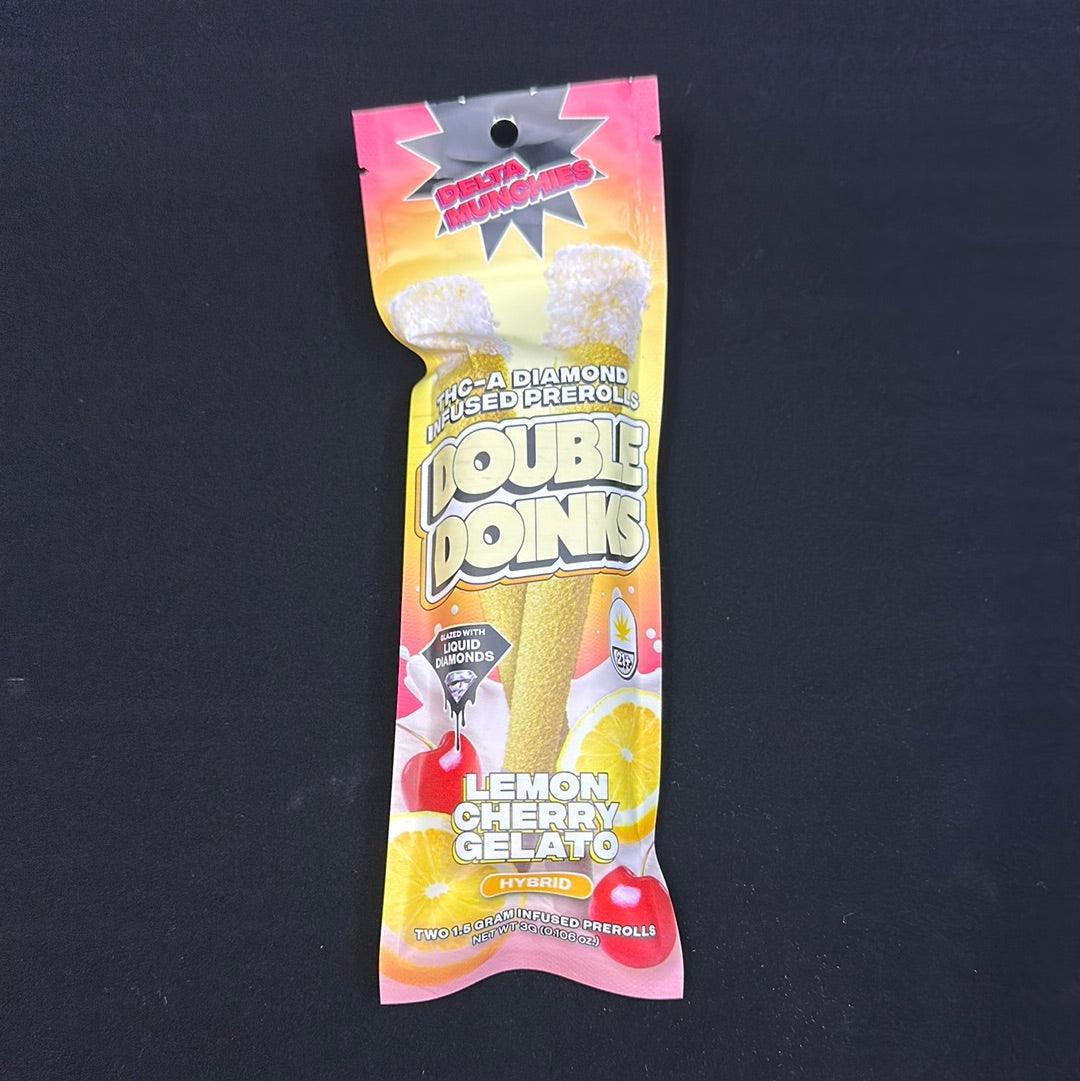 DELTA
MUNCHIES
THC-A DIAMOND
INFUSED PREROLLS
DOUBLE
DOINKS
GLAZED WITH
LIQUID
DIAMONDS
21+
LEMON
CHERRY
GELATO
HYBRID
TWO 1.5 GRAM INFUSED PREROLLS
NET WT 3G (0.106 oz.)